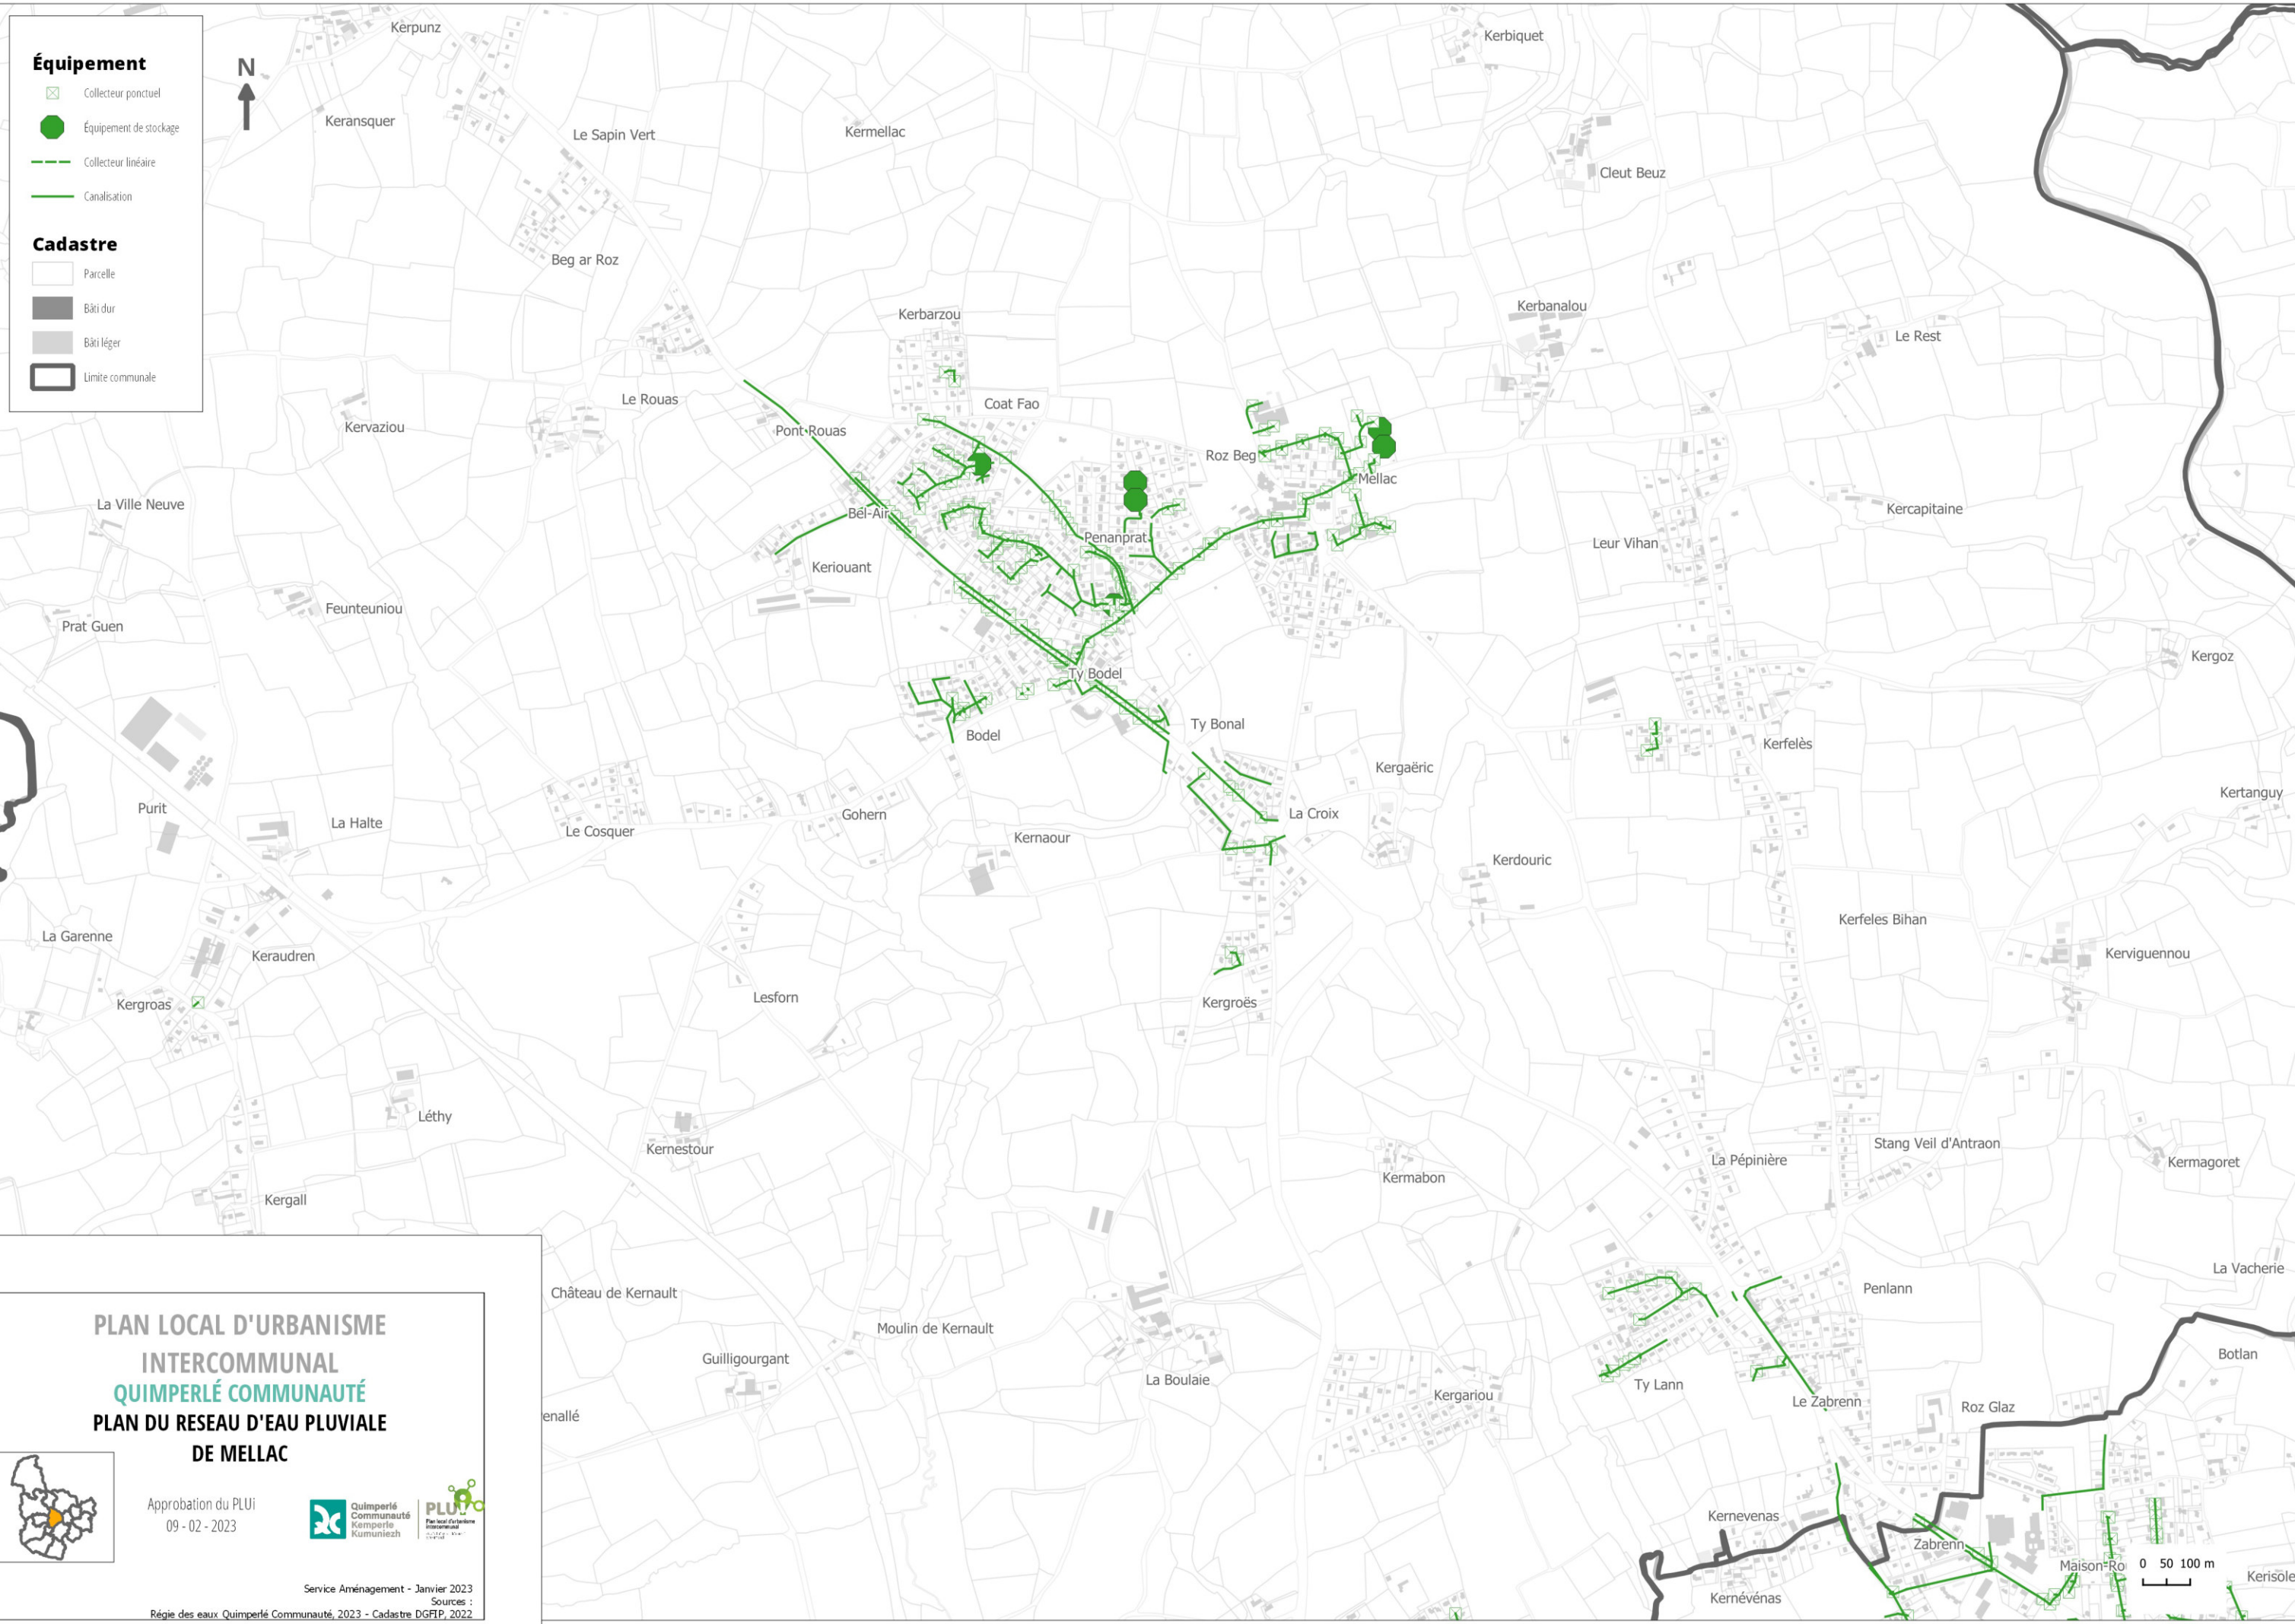 Équipement
Collecteur ponctuel
Équipement de stockage
Collecteur linéaire
Canalisation
Cadastre
Parcelle
Bâti dur
Bâti léger
Limite communale
N
Kerpunz
Kerbiquet
Keransquer
Le Sapin Vert
Kermellac
Cleut Beuz
Beg ar Roz
Kerbarzou
Kerbanalou
Le Rest
Le Rouas
Coat Fao
Kervaziou
Pont-Rouas
Roz Beg
Mellac
La Ville Neuve
Bel-Air
Kercapitaine
Penanprat
Leur Vihan
Keriouant
Feunteuniou
Prat Guen
Kergoz
Ty Bodel
Ty Bonal
Bodel
Kerfelès
Kergaëric
Kertanguy
Purit
La Halte
Le Cosquer
Gohern
La Croix
Kernaour
Kerdouric
Kerfeles Bihan
La Garenne
Keraudren
Kerviguennou
Kergroas
Lesforn
Kergroës
Léthy
Kernestour
Stang Veil d'Antraon
La Pépinière
Kermagoret
Kermabon
Kergall
La Vacherie
Château de Kernault
Penlann
Moulin de Kernault
Guilligourgant
Botlan
La Boulaie
Ty Lann
Kergariou
Le Zabrenn
Roz Glaz
enallé
Kernevenas
Zabrenn
Maison-Ro
Kerisole
Kernévénas
0 50 100 m
PLAN LOCAL D'URBANISME
INTERCOMMUNAL
QUIMPERLÉ COMMUNAUTÉ
PLAN DU RESEAU D'EAU PLUVIALE
DE MELLAC
Approbation du PLUi
09 - 02 - 2023
Quimperlé
Communauté
Kemperle
Kumuniezh
PLUi
Plan local d'urbanisme
intercommunal
Service Aménagement - Janvier 2023
Sources :
Régie des eaux Quimperlé Communauté, 2023 - Cadastre DGFIP, 2022